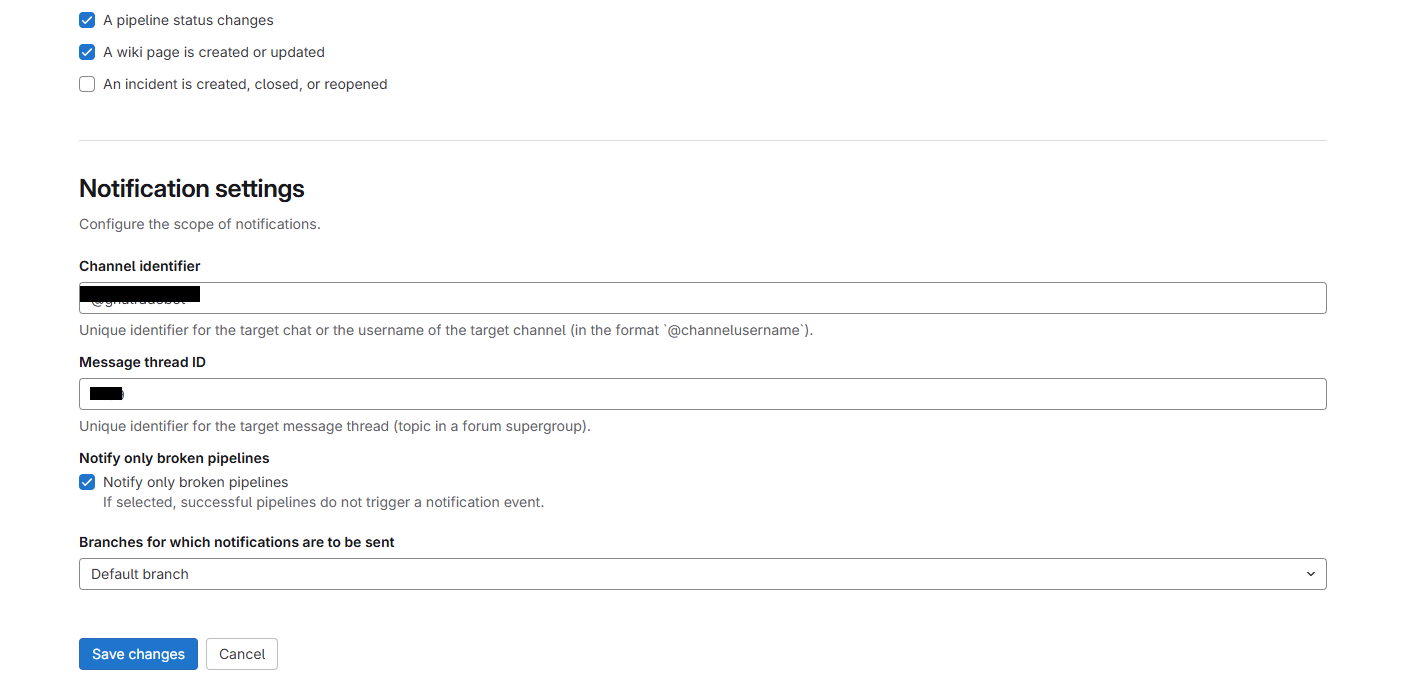 A pipeline status changes
A wiki page is created or updated
An incident is created, closed, or reopened
Notification settings
Configure the scope of notifications.
Channel identifier
Unique identifier for the target chat or the username of the target channel (in the format `@channelusername`).
Message thread ID
Unique identifier for the target message thread (topic in a forum supergroup).
Notify only broken pipelines
Notify only broken pipelines
If selected, successful pipelines do not trigger a notification event.
Branches for which notifications are to be sent
Default branch
Save changes Cancel